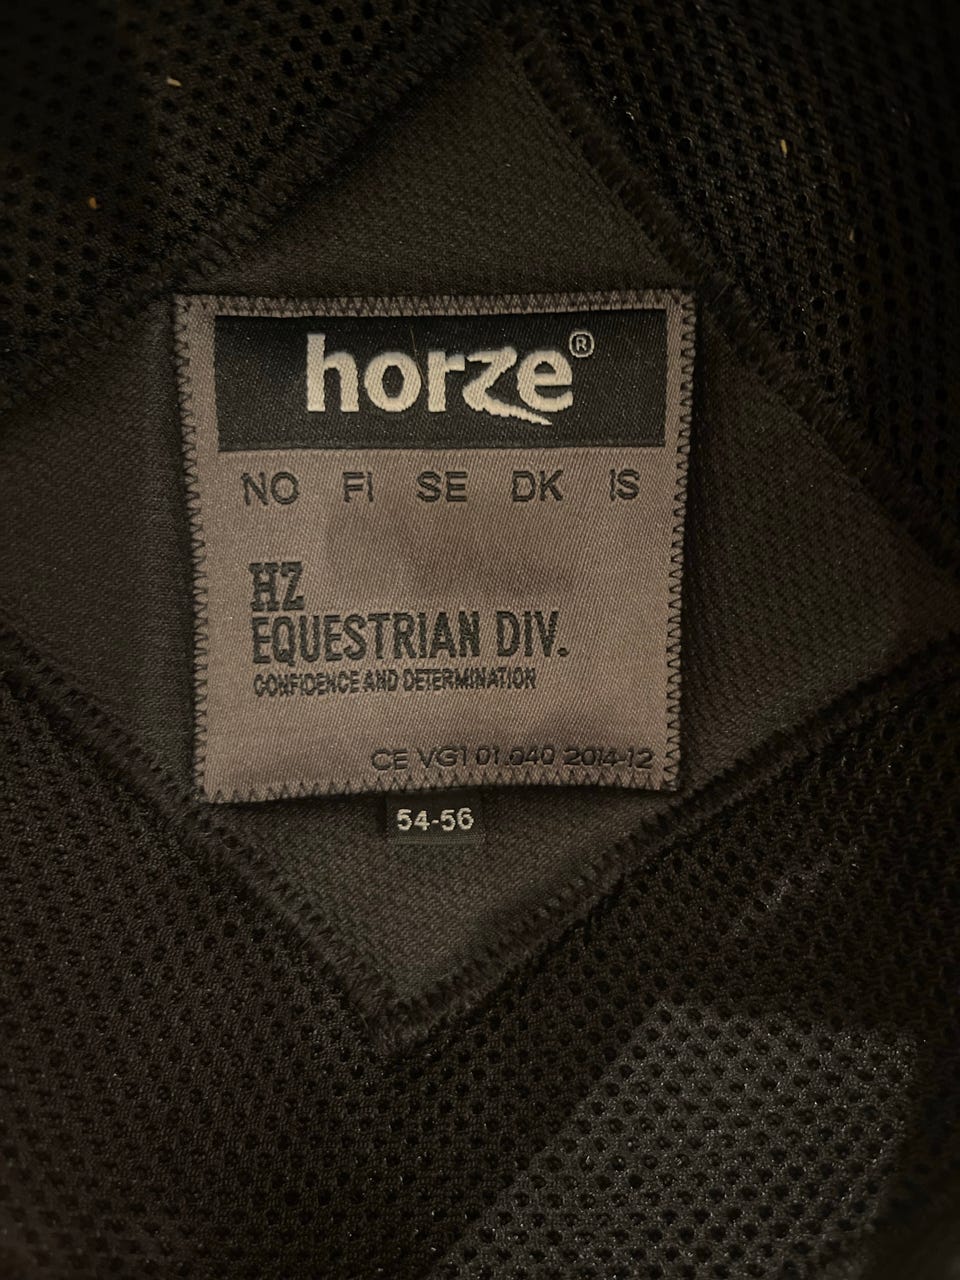 horze®
NO FI SE DK IS
HZ
EQUESTRIAN DIV.
CONFIDENCE AND DETERMINATION
CE VG1 01.040 2014-12
54-56